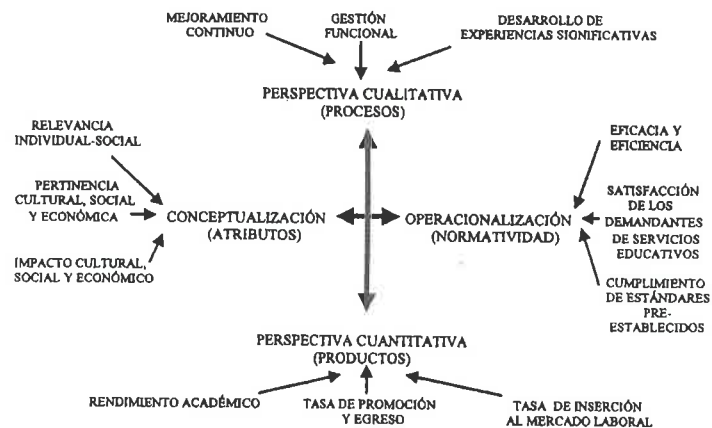 MEJORAMIENTO
CONTINUO
GESTIÓN
FUNCIONAL
DESARROLLO DE
EXPERIENCIAS SIGNIFICATIVAS
PERSPECTIVA CUALITATIVA
(PROCESOS)
RELEVANCIA
INDIVIDUAL-SOCIAL
PERTINENCIA
CULTURAL, SOCIAL
Y ECONÓMICA
IMPACTO CULTURAL,
SOCIAL Y ECONÓMICO
CONCEPTUALIZACIÓN
(ATRIBUTOS)
OPERACIONALIZACIÓN
(NORMATIVIDAD)
EFICACIA Y
EFICIENCIA
SATISFACCIÓN
DE LOS
DEMANDANTES
DE SERVICIOS
EDUCATIVOS
CUMPLIMIENTO
DE ESTÁNDARES
PRE-
ESTABLECIDOS
PERSPECTIVA CUANTITATIVA
(PRODUCTOS)
RENDIMIENTO ACADÉMICO
TASA DE PROMOCIÓN
Y EGRESO
TASA DE INSERCIÓN
AL MERCADO LABORAL